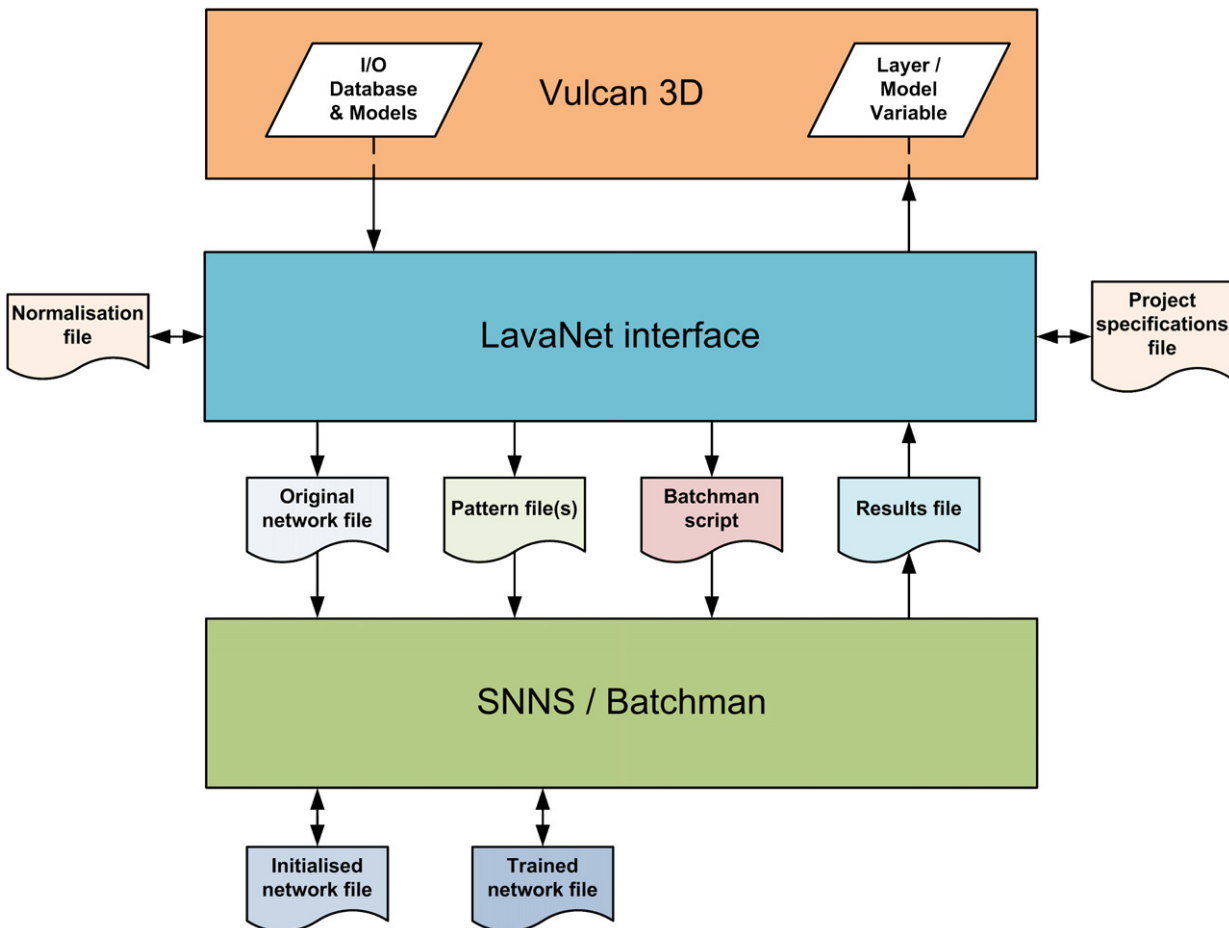 I/O
Database
& Models
Vulcan 3D
Layer /
Model
Variable
Normalisation
file
LavaNet interface
Project
specifications
file
Original
network file
Pattern file(s)
Batchman
script
Results file
SNNS / Batchman
Initialised
network file
Trained
network file